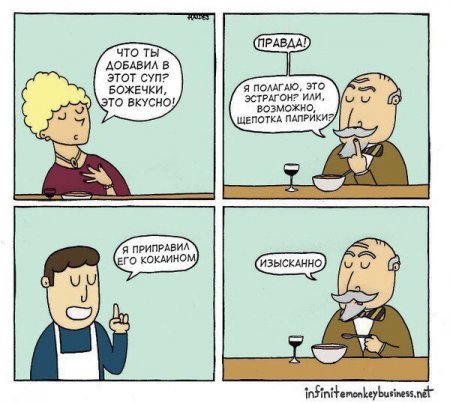 ЧТО ТЫ
ДОБАВИЛ В
ЭТОТ СУП?
БОЖЕЧКИ,
ЭТО ВКУСНО!
ПРАВДА!
Я ПОЛАГАЮ, ЭТО
ЭСТРАГОН? ИЛИ,
ВОЗМОЖНО,
ЩЕПОТКА ПАПРИКИ?
Я ПРИПРАВИЛ
ЕГО КОКАИНОМ
ИЗЫСКАННО
infinitemonkeybusiness.net